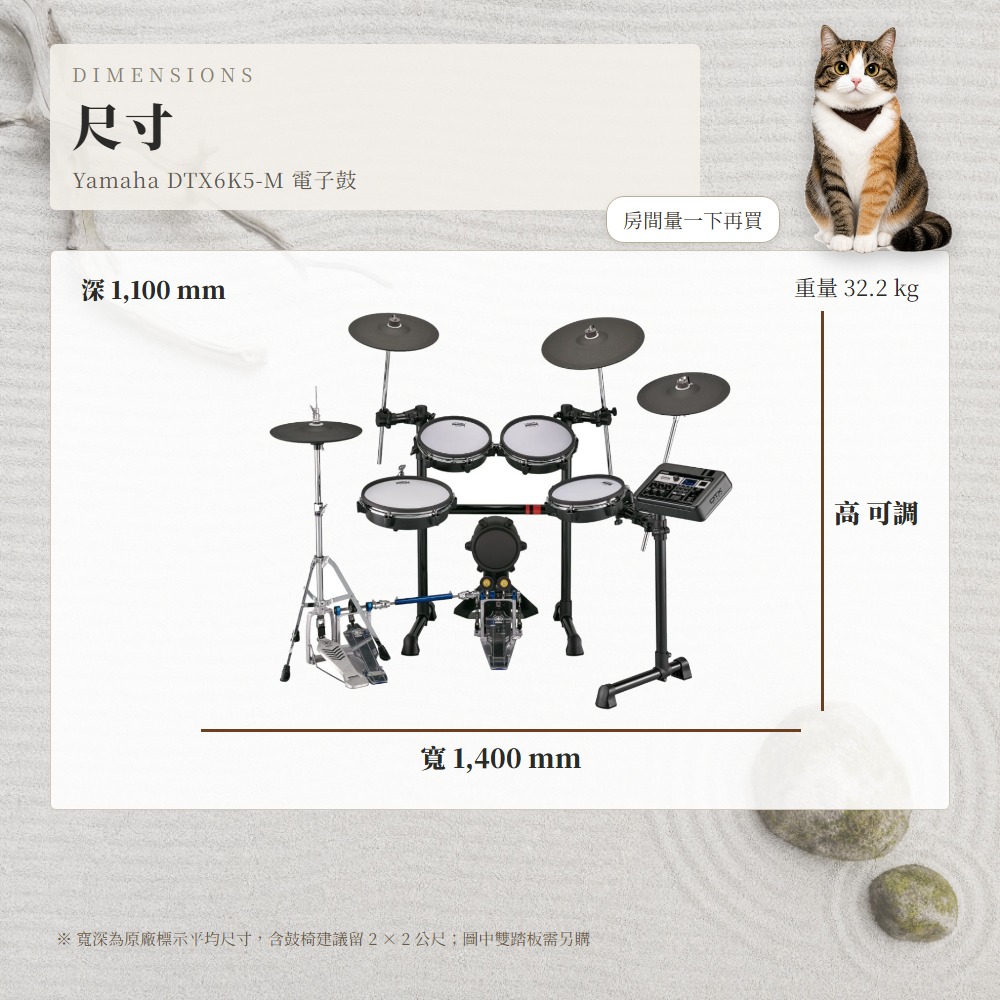 DIMENSIONS
尺寸
Yamaha DTX6K5-M 電子鼓
房間量一下再買
深 1,100 mm
重量 32.2 kg
高 可調
寬 1,400 mm
※ 寬深為原廠標示平均尺寸，含鼓椅建議留 2 × 2 公尺；圖中雙踏板需另購